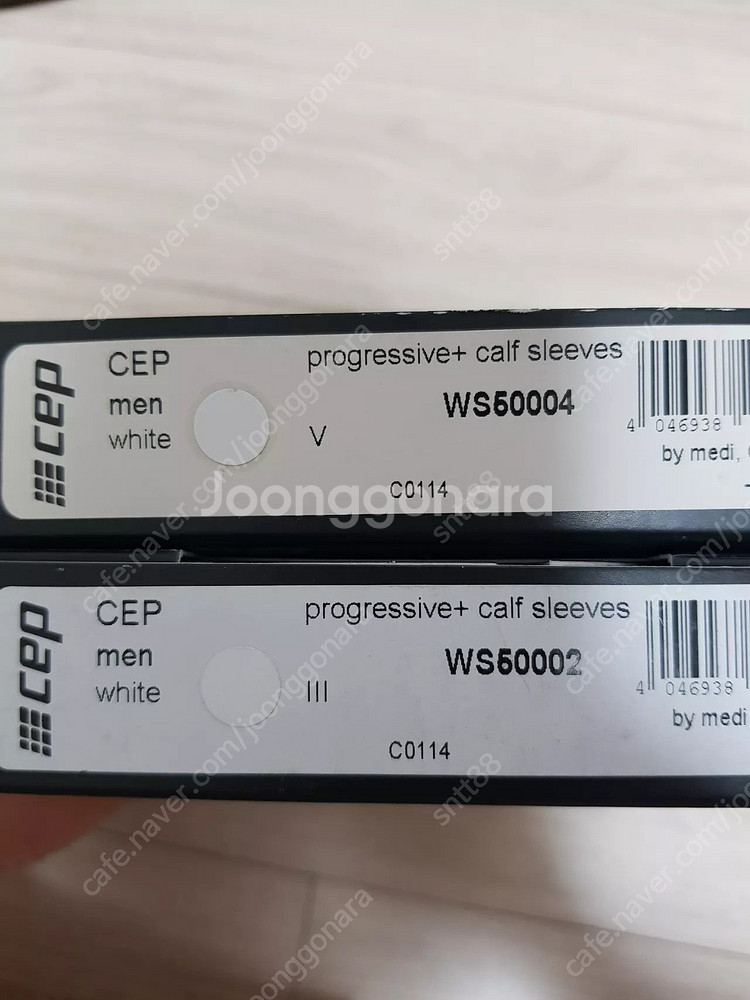 cep
CEP
men
white
progressive+ calf sleeves
WS50004
V
C0114
4 046938
by medi,
Joonggonara
cep
CEP
men
white
progressive+ calf sleeves
WS50002
III
C0114
4 046938
by medi
cafe.naver.com/joonggonara
sntt88